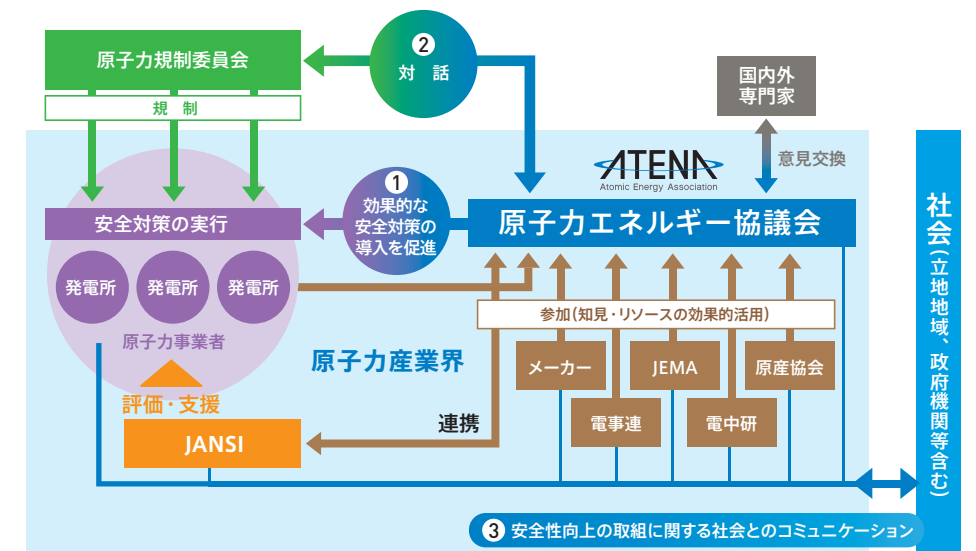 原子力規制委員会
規 制
2
対 話
国内外
専門家
意見交換
ATENA
Atomic Energy Association
原子力エネルギー協議会
1
効果的な
安全対策の
導入を促進
安全対策の実行
発電所
発電所
発電所
原子力事業者
評価・支援
JANSI
原子力産業界
連携
参加(知見・リソースの効果的活用)
メーカー
JEMA
原産協会
電事連
電中研
社会(立地地域、政府機関等含む)
3 安全性向上の取組に関する社会とのコミュニケーション